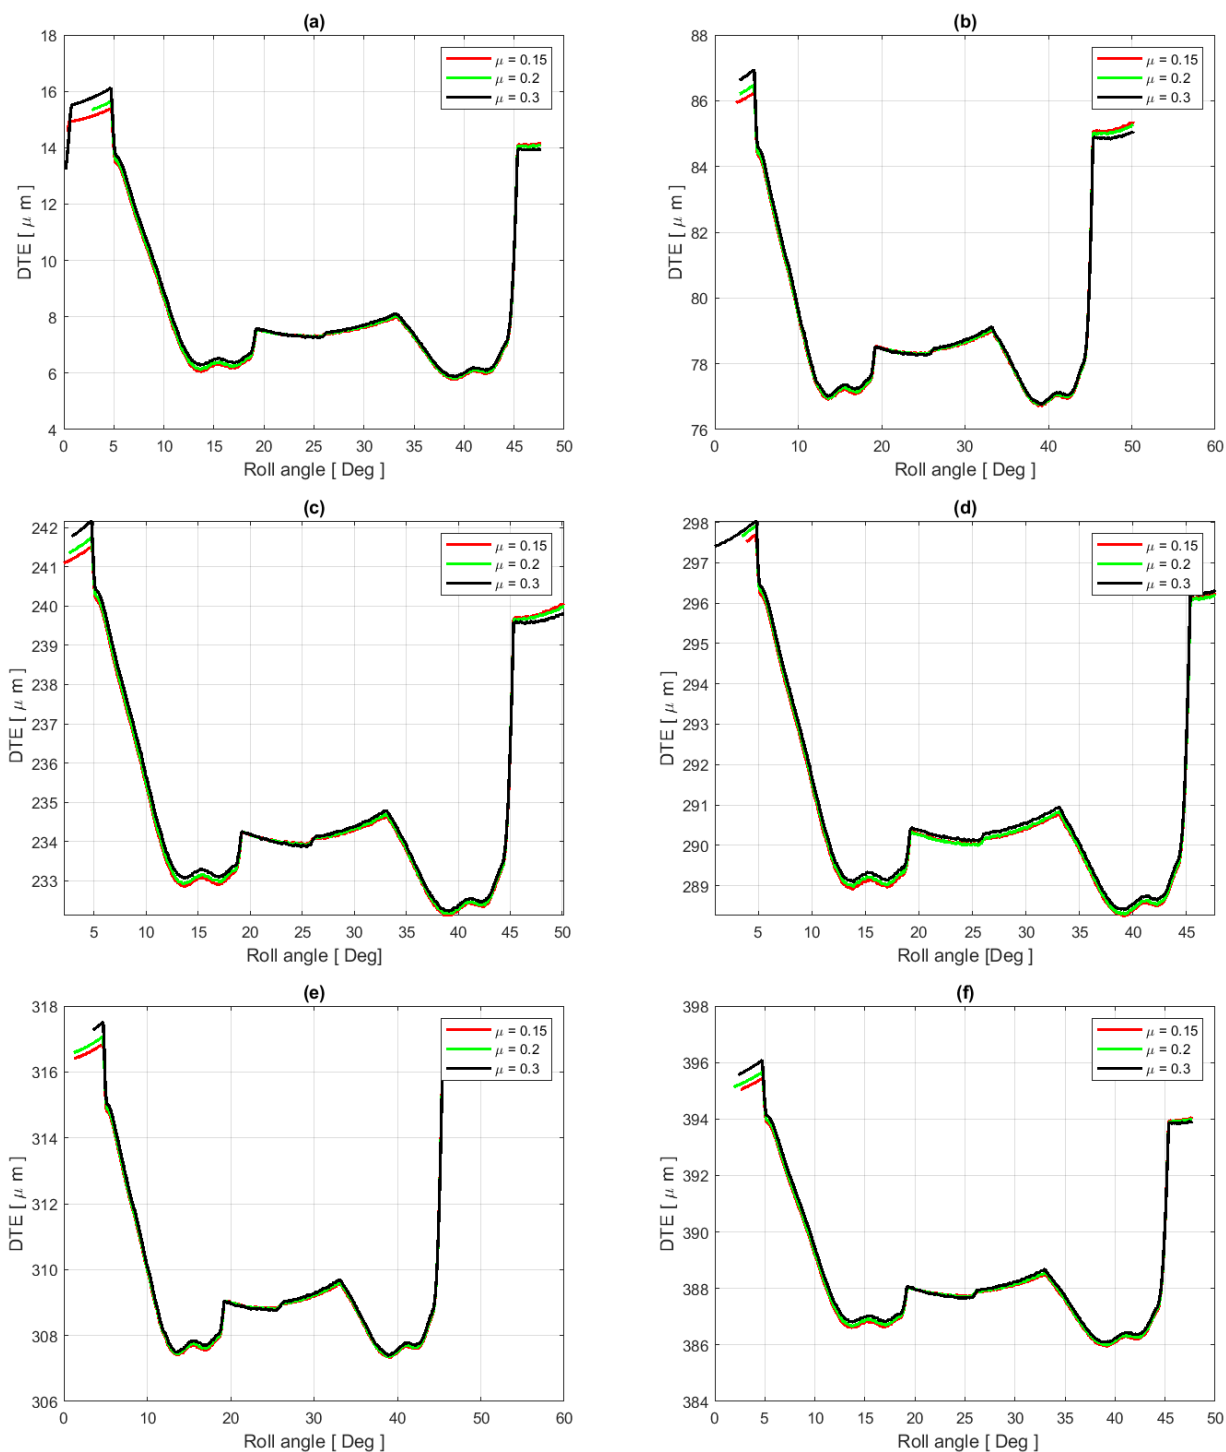 (a)
18
16
14
12
10
8
6
4
DTE [ μ m ]
0 5 10 15 20 25 30 35 40 45 50
Roll angle [ Deg ]
μ = 0.15
μ = 0.2
μ = 0.3
(b)
88
86
84
82
80
78
76
DTE [ μ m ]
0 10 20 30 40 50 60
Roll angle [ Deg ]
μ = 0.15
μ = 0.2
μ = 0.3
(c)
242
241
240
239
238
237
236
235
234
233
DTE [ μ m ]
5 10 15 20 25 30 35 40 45 50
Roll angle [ Deg]
μ = 0.15
μ = 0.2
μ = 0.3
(d)
298
297
296
295
294
293
292
291
290
289
DTE [ μ m ]
5 10 15 20 25 30 35 40 45
Roll angle [Deg ]
μ = 0.15
μ = 0.2
μ = 0.3
(e)
318
316
314
312
310
308
306
DTE [ μ m ]
0 10 20 30 40 50 60
Roll angle [ Deg ]
μ = 0.15
μ = 0.2
μ = 0.3
(f)
398
396
394
392
390
388
386
384
DTE [ μ m ]
0 5 10 15 20 25 30 35 40 45 50
Roll angle [ Deg ]
μ = 0.15
μ = 0.2
μ = 0.3